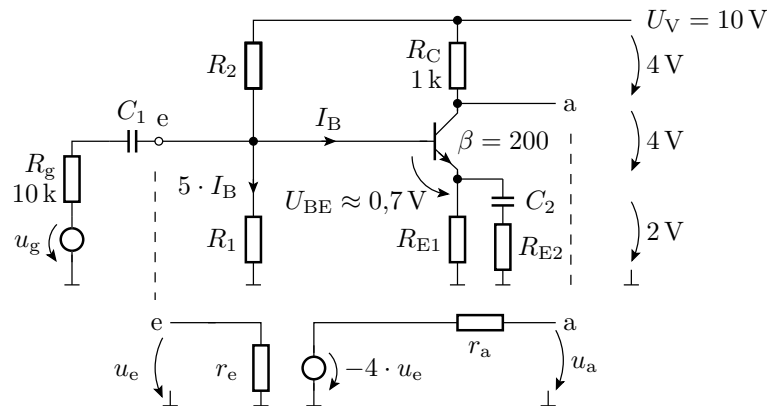 U_V = 10 V
R_2
R_C
1 k
4 V
C_1
e
I_B
a
β = 200
4 V
R_g
10 k
5 · I_B
U_BE ≈ 0,7 V
C_2
u_g
R_1
R_E1
R_E2
2 V
e
a
u_e
r_e
−4 · u_e
r_a
u_a